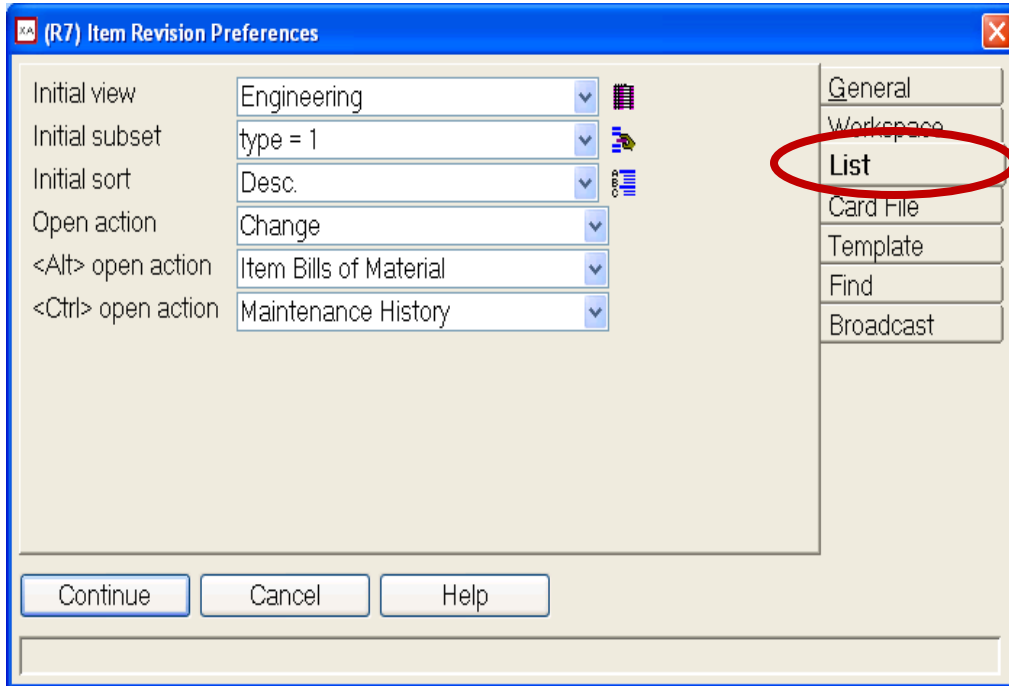 XA (R7) Item Revision Preferences
Initial view Engineering
Initial subset type = 1
Initial sort Desc.
Open action Change
<Alt> open action Item Bills of Material
<Ctrl> open action Maintenance History
General
Workspace
List
Card File
Template
Find
Broadcast
Continue Cancel Help